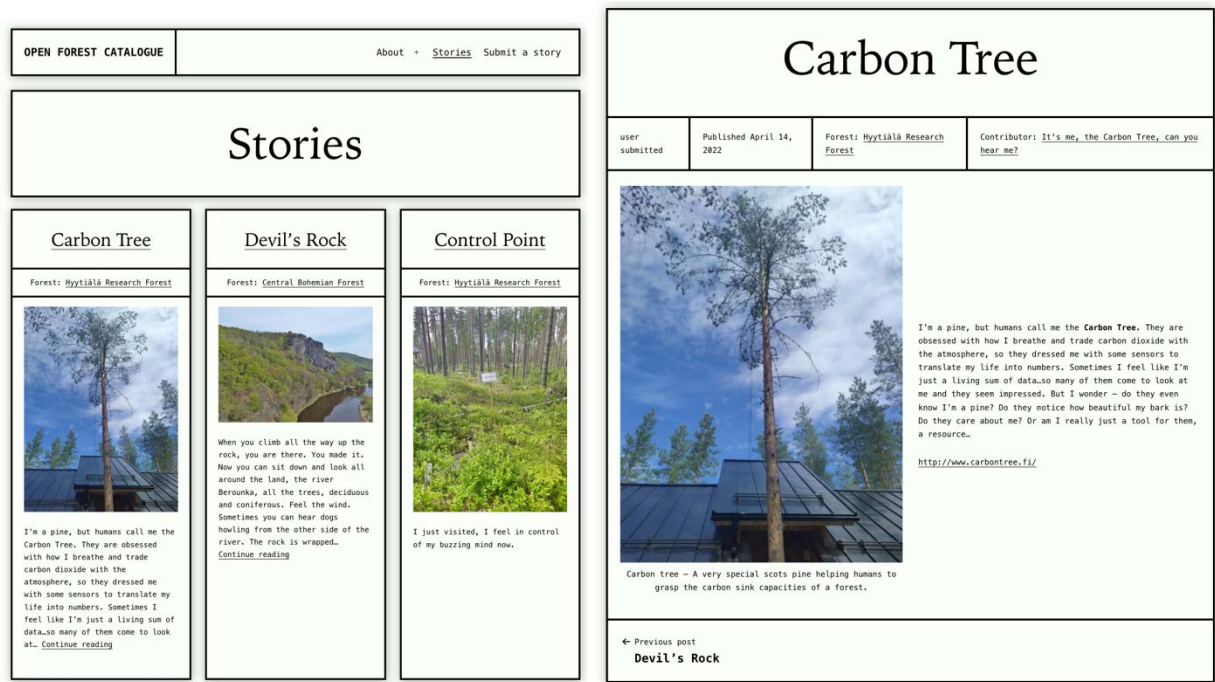 OPEN FOREST CATALOGUE
About + Stories Submit a story
Stories
Carbon Tree
Forest: Hyytiälä Research Forest
I’m a pine, but humans call me the
Carbon Tree. They are obsessed
with how I breathe and trade
carbon dioxide with the
atmosphere, so they dressed me
with some sensors to translate my
life into numbers. Sometimes I
feel like I’m just a living sum of
data…so many of them come to look
at… Continue reading
Devil’s Rock
Forest: Central Bohemian Forest
When you climb all the way up the
rock, you are there. You made it.
Now you can sit down and look all
around the land, the river
Berounka, all the trees, deciduous
and coniferous. Feel the wind.
Sometimes you can hear dogs
howling from the other side of the
river. The rock is wrapped…
Continue reading
Control Point
Forest: Hyytiälä Research Forest
I just visited, I feel in control
of my buzzing mind now.
Carbon Tree
user
submitted
Published April 14,
2022
Forest: Hyytiälä Research
Forest
Contributor: It’s me, the Carbon Tree, can you
hear me?
Carbon tree – A very special scots pine helping humans to
grasp the carbon sink capacities of a forest.
I’m a pine, but humans call me the Carbon Tree. They are
obsessed with how I breathe and trade carbon dioxide with
the atmosphere, so they dressed me with some sensors to
translate my life into numbers. Sometimes I feel like I’m
just a living sum of data…so many of them come to look at
me and they seem impressed. But I wonder – do they even
know I’m a pine? Do they notice how beautiful my bark is?
Do they care about me? Or am I really just a tool for them,
a resource…
http://www.carbontree.fi/
← Previous post
Devil’s Rock